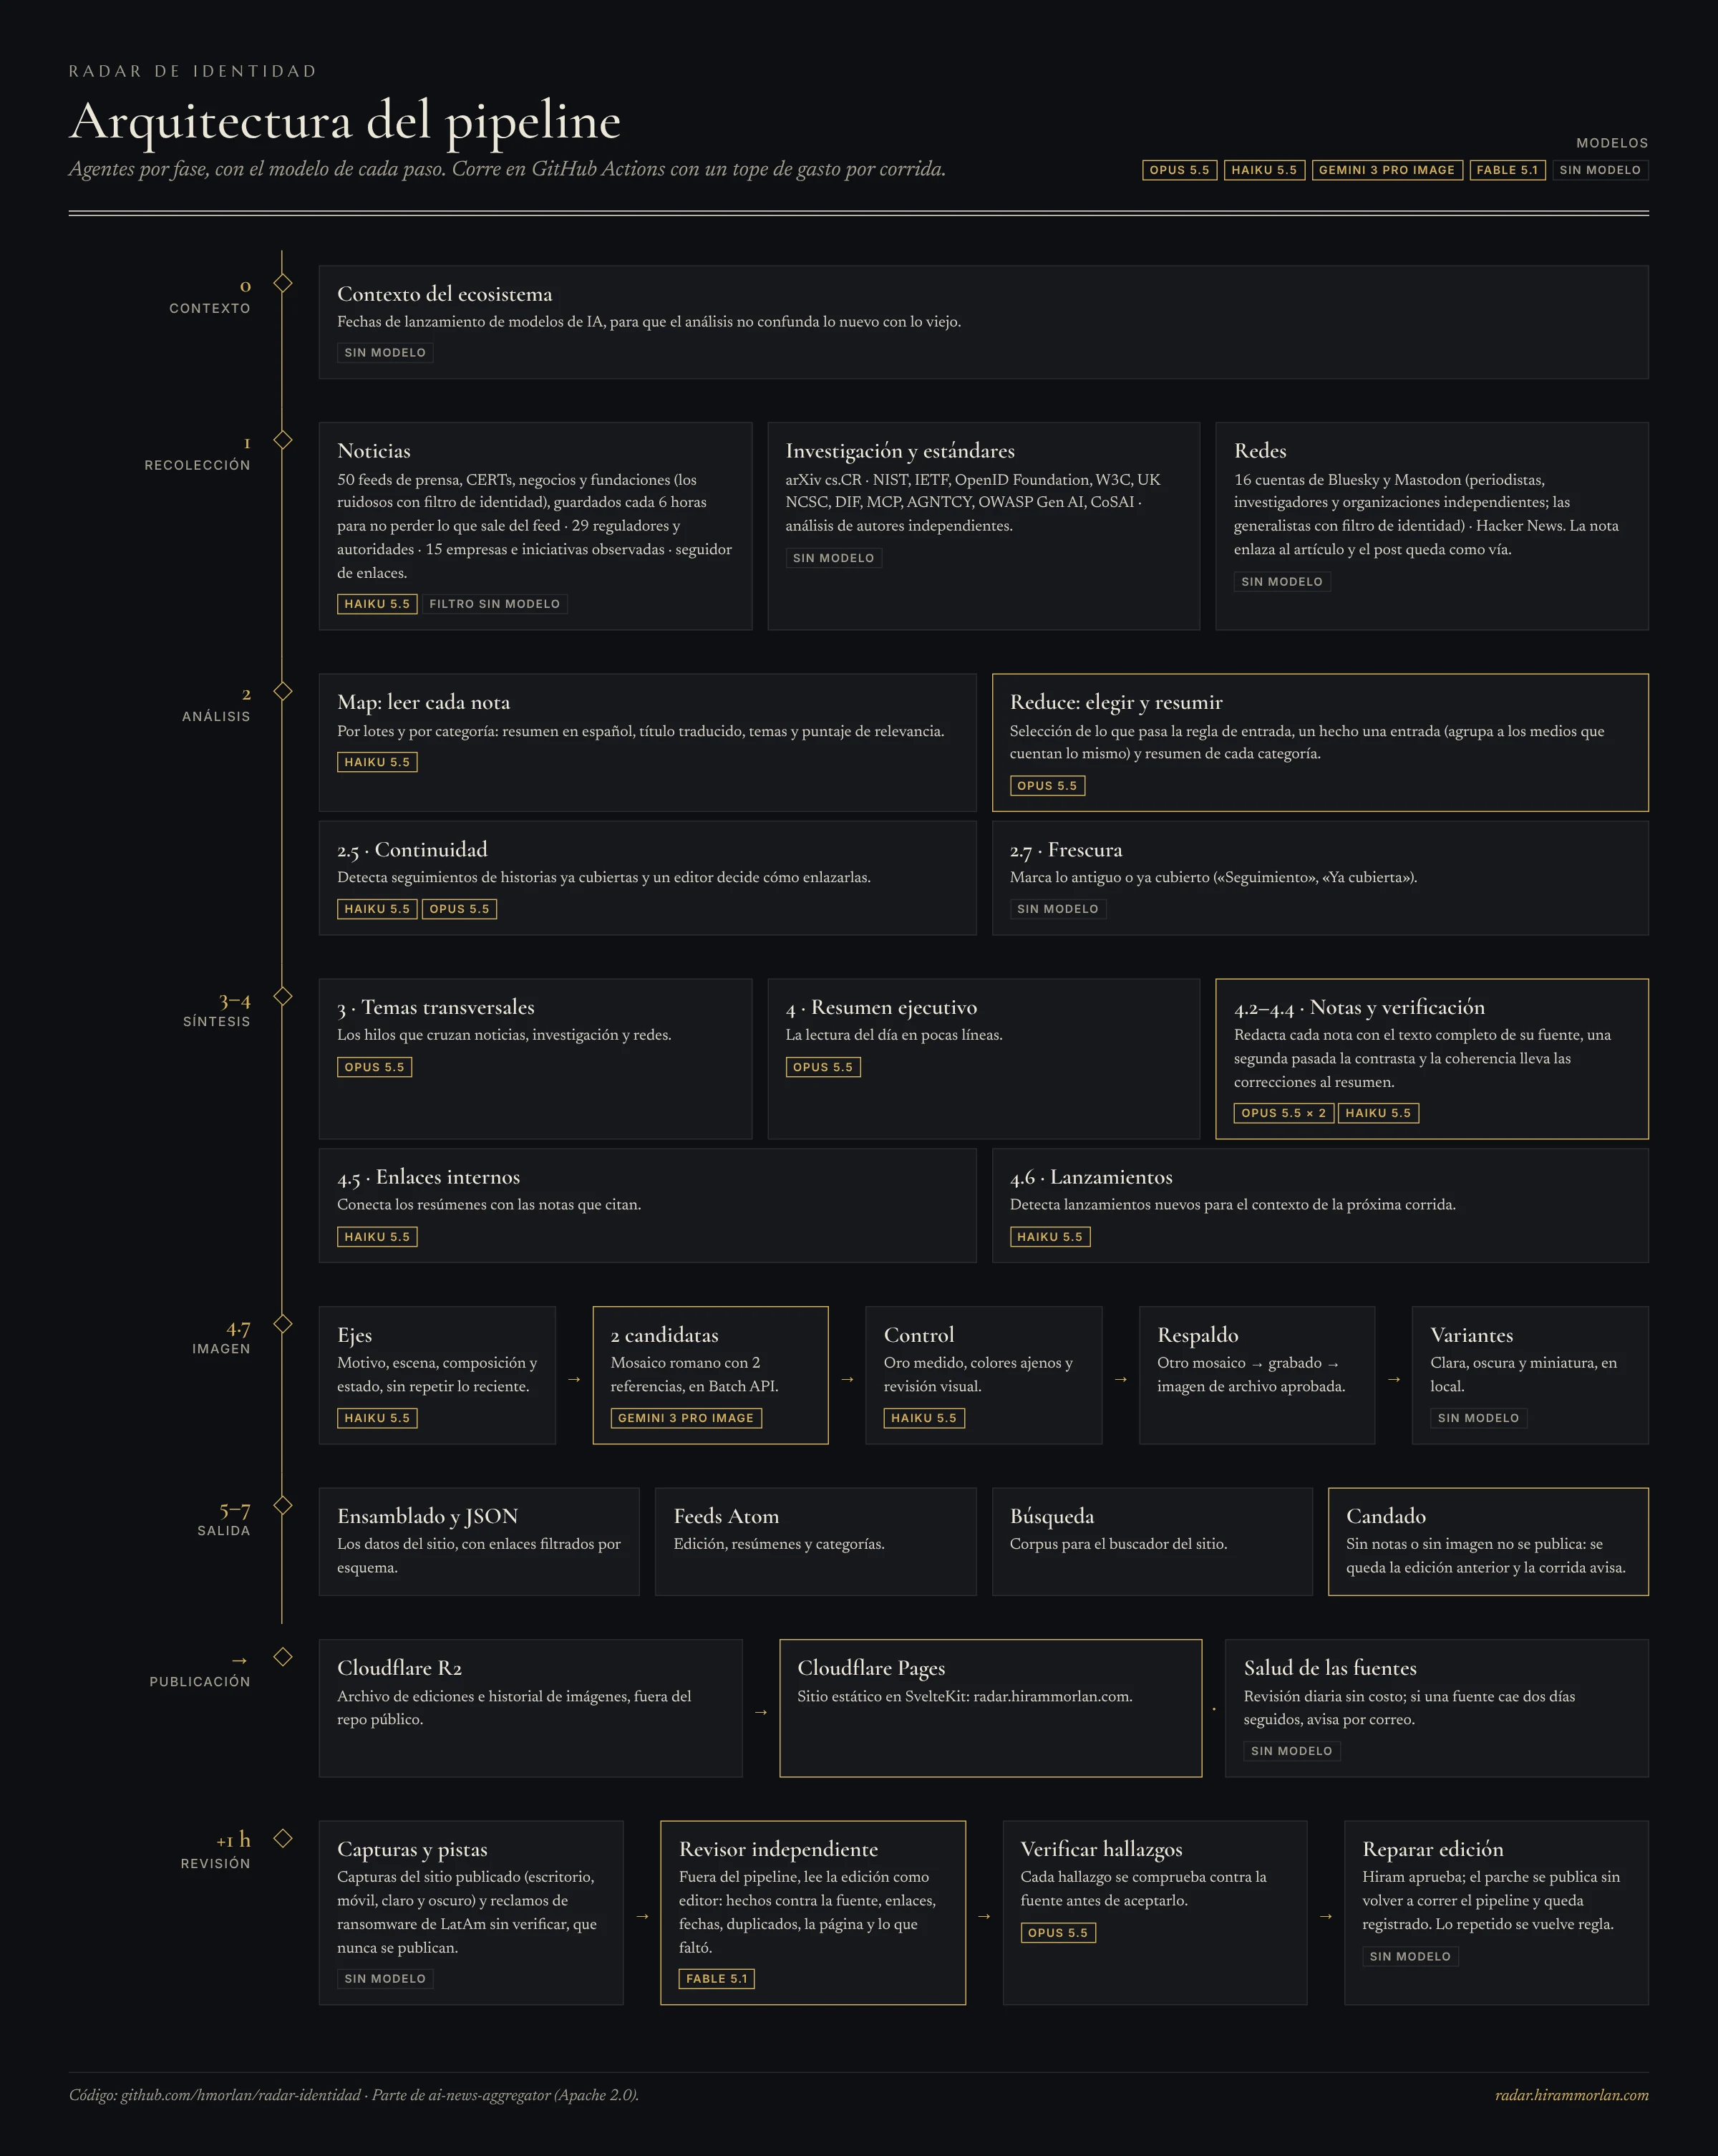 RADAR DE IDENTIDAD
Arquitectura del pipeline
Agentes por fase, con el modelo de cada paso. Corre en GitHub Actions con un tope de gasto por corrida.
MODELOS
OPUS 5.5 HAIKU 5.5 GEMINI 3 PRO IMAGE FABLE 5.1 SIN MODELO
0
CONTEXTO
Contexto del ecosistema
Fechas de lanzamiento de modelos de IA, para que el análisis no confunda lo nuevo con lo viejo.
SIN MODELO
1
RECOLECCIÓN
Noticias
50 feeds de prensa, CERTs, negocios y fundaciones (los
ruidosos con filtro de identidad), guardados cada 6 horas
para no perder lo que sale del feed · 29 reguladores y
autoridades · 15 empresas e iniciativas observadas · seguidor
de enlaces.
HAIKU 5.5 FILTRO SIN MODELO
Investigación y estándares
arXiv cs.CR · NIST, IETF, OpenID Foundation, W3C, UK
NCSC, DIF, MCP, AGNTCY, OWASP Gen AI, CoSAI ·
análisis de autores independientes.
SIN MODELO
Redes
16 cuentas de Bluesky y Mastodon (periodistas,
investigadores y organizaciones independientes; las
generalistas con filtro de identidad) · Hacker News. La nota
enlaza al artículo y el post queda como vía.
SIN MODELO
2
ANÁLISIS
Map: leer cada nota
Por lotes y por categoría: resumen en español, título traducido, temas y puntaje de relevancia.
HAIKU 5.5
Reduce: elegir y resumir
Selección de lo que pasa la regla de entrada, un hecho una entrada (agrupa a los medios que
cuentan lo mismo) y resumen de cada categoría.
OPUS 5.5
2.5 · Continuidad
Detecta seguimientos de historias ya cubiertas y un editor decide cómo enlazarlas.
HAIKU 5.5 OPUS 5.5
2.7 · Frescura
Marca lo antiguo o ya cubierto («Seguimiento», «Ya cubierta»).
SIN MODELO
3–4
SÍNTESIS
3 · Temas transversales
Los hilos que cruzan noticias, investigación y redes.
OPUS 5.5
4 · Resumen ejecutivo
La lectura del día en pocas líneas.
OPUS 5.5
4.2–4.4 · Notas y verificación
Redacta cada nota con el texto completo de su fuente, una
segunda pasada la contrasta y la coherencia lleva las
correcciones al resumen.
OPUS 5.5 × 2 HAIKU 5.5
4.5 · Enlaces internos
Conecta los resúmenes con las notas que citan.
HAIKU 5.5
4.6 · Lanzamientos
Detecta lanzamientos nuevos para el contexto de la próxima corrida.
HAIKU 5.5
4.7
IMAGEN
Ejes
Motivo, escena, composición y
estado, sin repetir lo reciente.
HAIKU 5.5
→
2 candidatas
Mosaico romano con 2
referencias, en Batch API.
GEMINI 3 PRO IMAGE
→
Control
Oro medido, colores ajenos y
revisión visual.
HAIKU 5.5
→
Respaldo
Otro mosaico → grabado →
imagen de archivo aprobada.
→
Variantes
Clara, oscura y miniatura, en
local.
SIN MODELO
5–7
SALIDA
Ensamblado y JSON
Los datos del sitio, con enlaces filtrados por
esquema.
Feeds Atom
Edición, resúmenes y categorías.
Búsqueda
Corpus para el buscador del sitio.
Candado
Sin notas o sin imagen no se publica: se
queda la edición anterior y la corrida avisa.
→
PUBLICACIÓN
Cloudflare R2
Archivo de ediciones e historial de imágenes, fuera del
repo público.
→
Cloudflare Pages
Sitio estático en SvelteKit: radar.hirammorlan.com.
·
Salud de las fuentes
Revisión diaria sin costo; si una fuente cae dos días
seguidos, avisa por correo.
SIN MODELO
+1 h
REVISIÓN
Capturas y pistas
Capturas del sitio publicado (escritorio,
móvil, claro y oscuro) y reclamos de
ransomware de LatAm sin verificar, que
nunca se publican.
SIN MODELO
→
Revisor independiente
Fuera del pipeline, lee la edición como
editor: hechos contra la fuente, enlaces,
fechas, duplicados, la página y lo que
faltó.
FABLE 5.1
→
Verificar hallazgos
Cada hallazgo se comprueba contra la
fuente antes de aceptarlo.
OPUS 5.5
→
Reparar edición
Hiram aprueba; el parche se publica sin
volver a correr el pipeline y queda
registrado. Lo repetido se vuelve regla.
SIN MODELO
Código: github.com/hmorlan/radar-identidad · Parte de ai-news-aggregator (Apache 2.0).
radar.hirammorlan.com